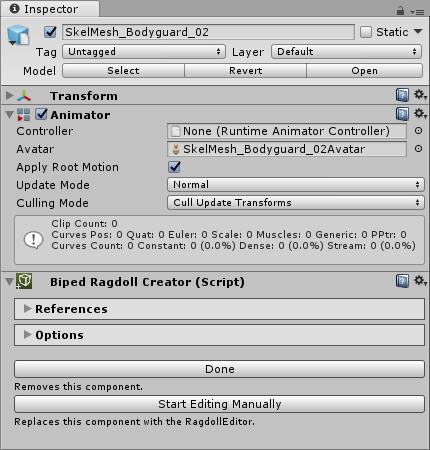 Inspector
SkelMesh_Bodyguard_02 Static
Tag Untagged Layer Default
Model Select Revert Open
Transform
Animator
Controller None (Runtime Animator Controller)
Avatar SkelMesh_Bodyguard_02Avatar
Apply Root Motion
Update Mode Normal
Culling Mode Cull Update Transforms
Clip Count: 0
Curves Pos: 0 Quat: 0 Euler: 0 Scale: 0 Muscles: 0 Generic: 0 PPtr: 0
Curves Count: 0 Constant: 0 (0.0%) Dense: 0 (0.0%) Stream: 0 (0.0%)
Biped Ragdoll Creator (Script)
References
Options
Done
Removes this component.
Start Editing Manually
Replaces this component with the RagdollEditor.